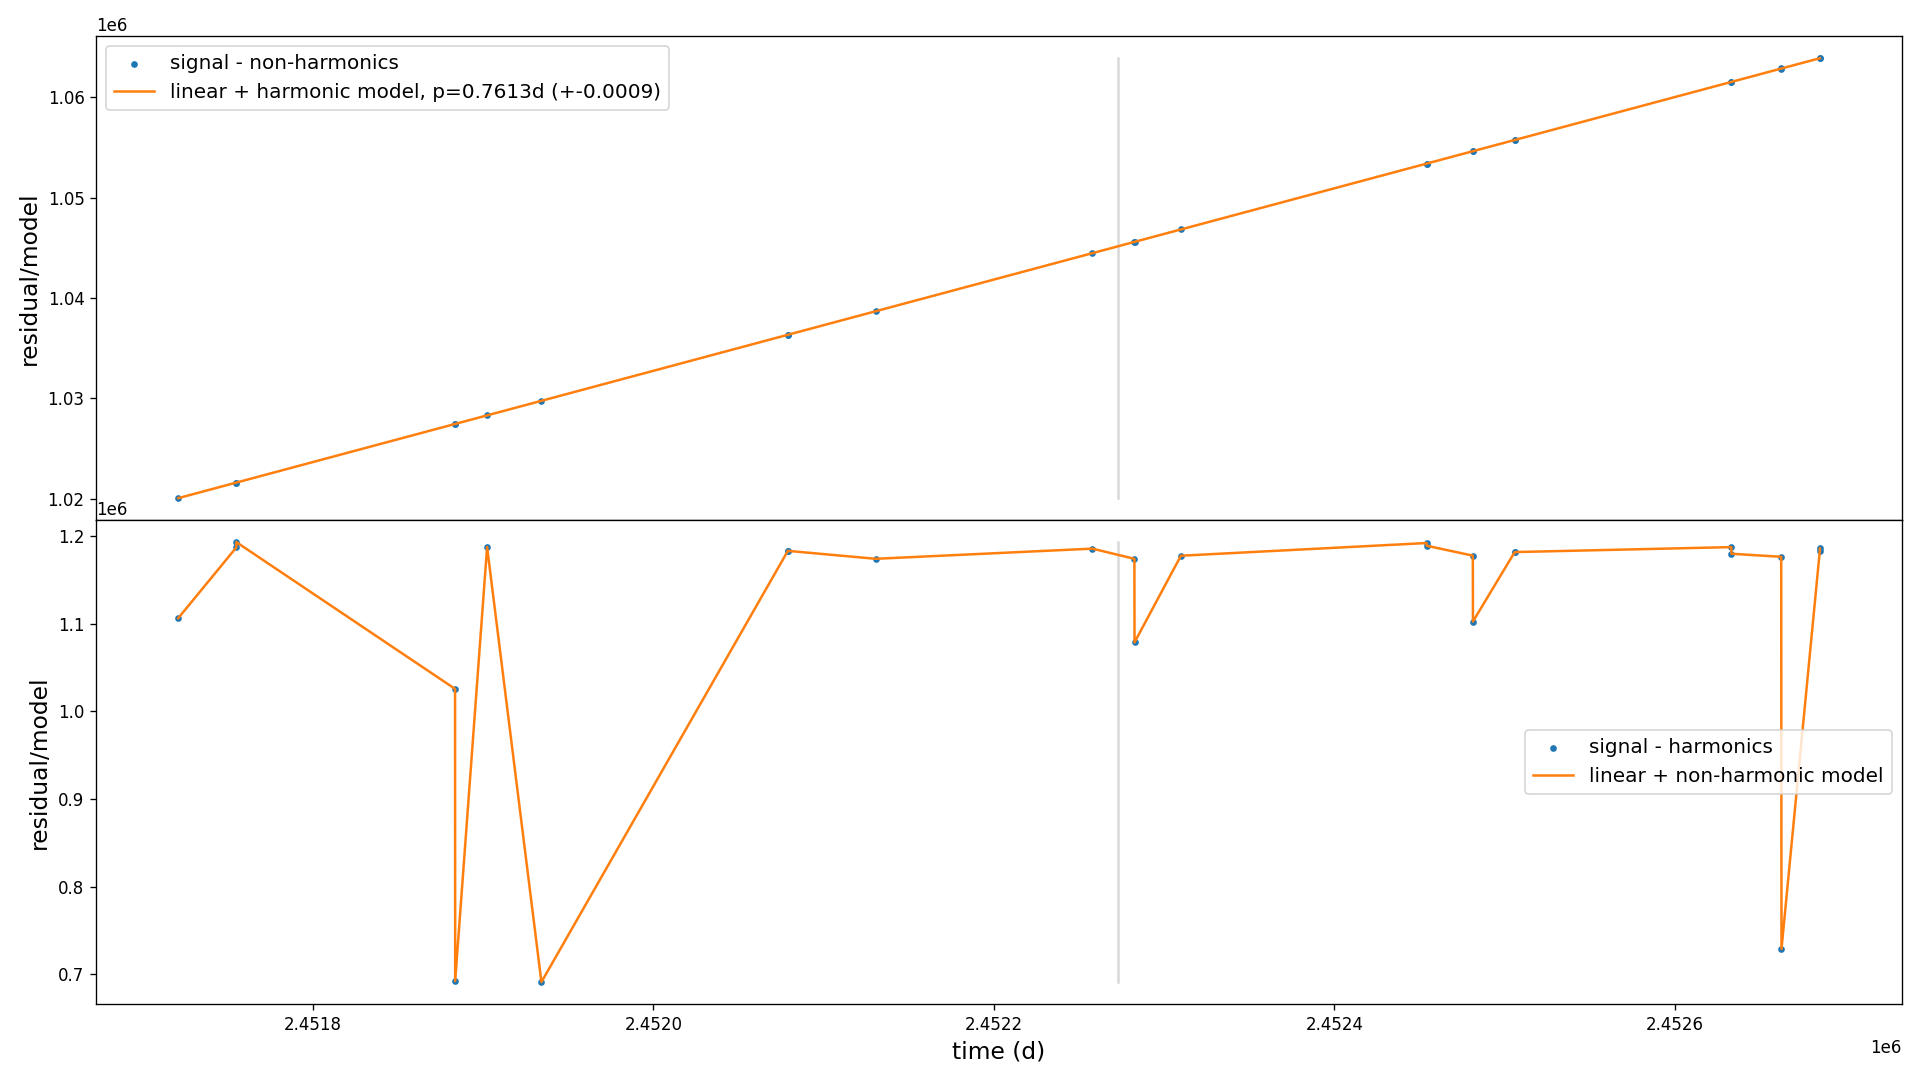 1e6
signal - non-harmonics
linear + harmonic model, p=0.7613d (+-0.0009)
1.06
1.05
1.04
1.03
1.02
residual/model
1e6
1.2
1.1
1.0
0.9
0.8
0.7
residual/model
signal - harmonics
linear + non-harmonic model
2.4518
2.4520
2.4522
2.4524
2.4526
time (d)
1e6